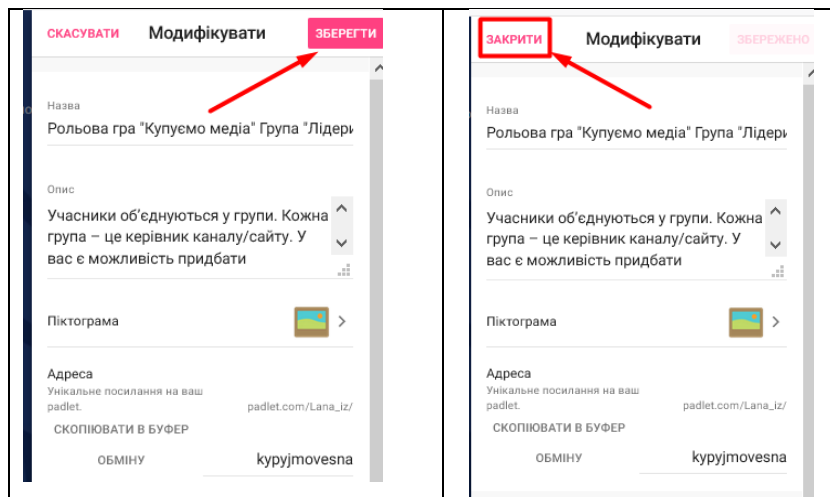 СКАСУВАТИ Модифікувати ЗБЕРЕГТИ
Назва
Рольова гра "Купуємо медіа" Група "Лідери
Опис
Учасники об’єднуються у групи. Кожна
група – це керівник каналу/сайту. У
вас є можливість придбати
Піктограма
Адреса
Унікальне посилання на ваш
padlet. padlet.com/Lana_iz/
СКОПІЮВАТИ В БУФЕР
ОБМІНУ kypyjmovesna
ЗАКРИТИ Модифікувати ЗБЕРЕЖЕНО
Назва
Рольова гра "Купуємо медіа" Група "Лідери
Опис
Учасники об’єднуються у групи. Кожна
група – це керівник каналу/сайту. У
вас є можливість придбати
Піктограма
Адреса
Унікальне посилання на ваш
padlet. padlet.com/Lana_iz/
СКОПІЮВАТИ В БУФЕР
ОБМІНУ kypyjmovesna